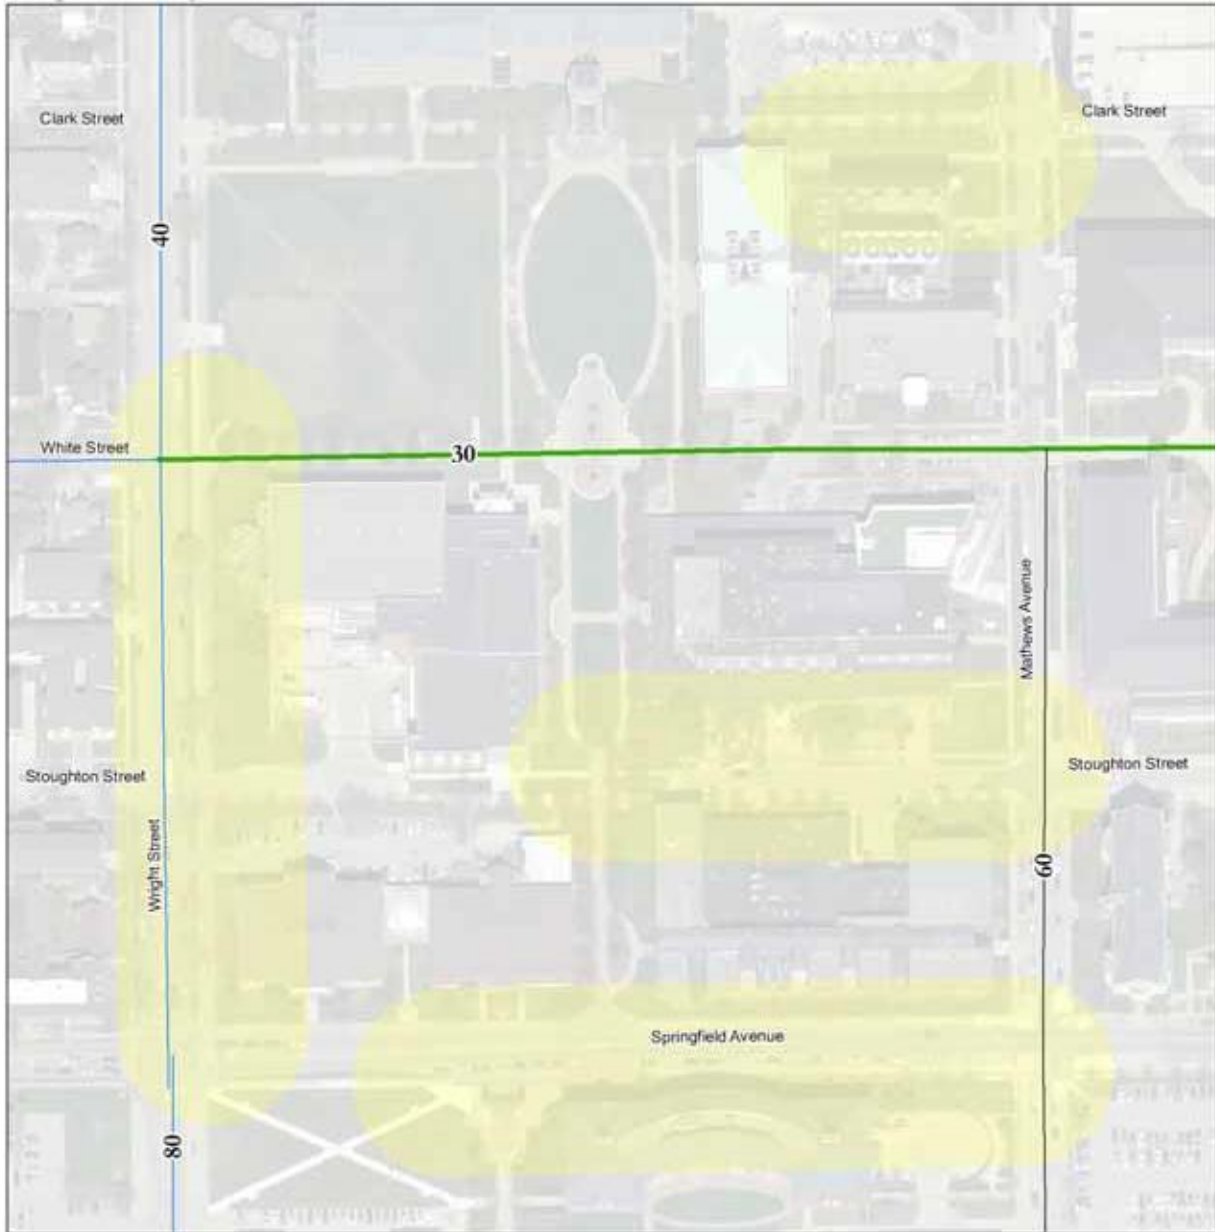 Clark Street
Clark Street
40
White Street
30
Mathews Avenue
Stoughton Street
Stoughton Street
Wright Street
60
Springfield Avenue
80